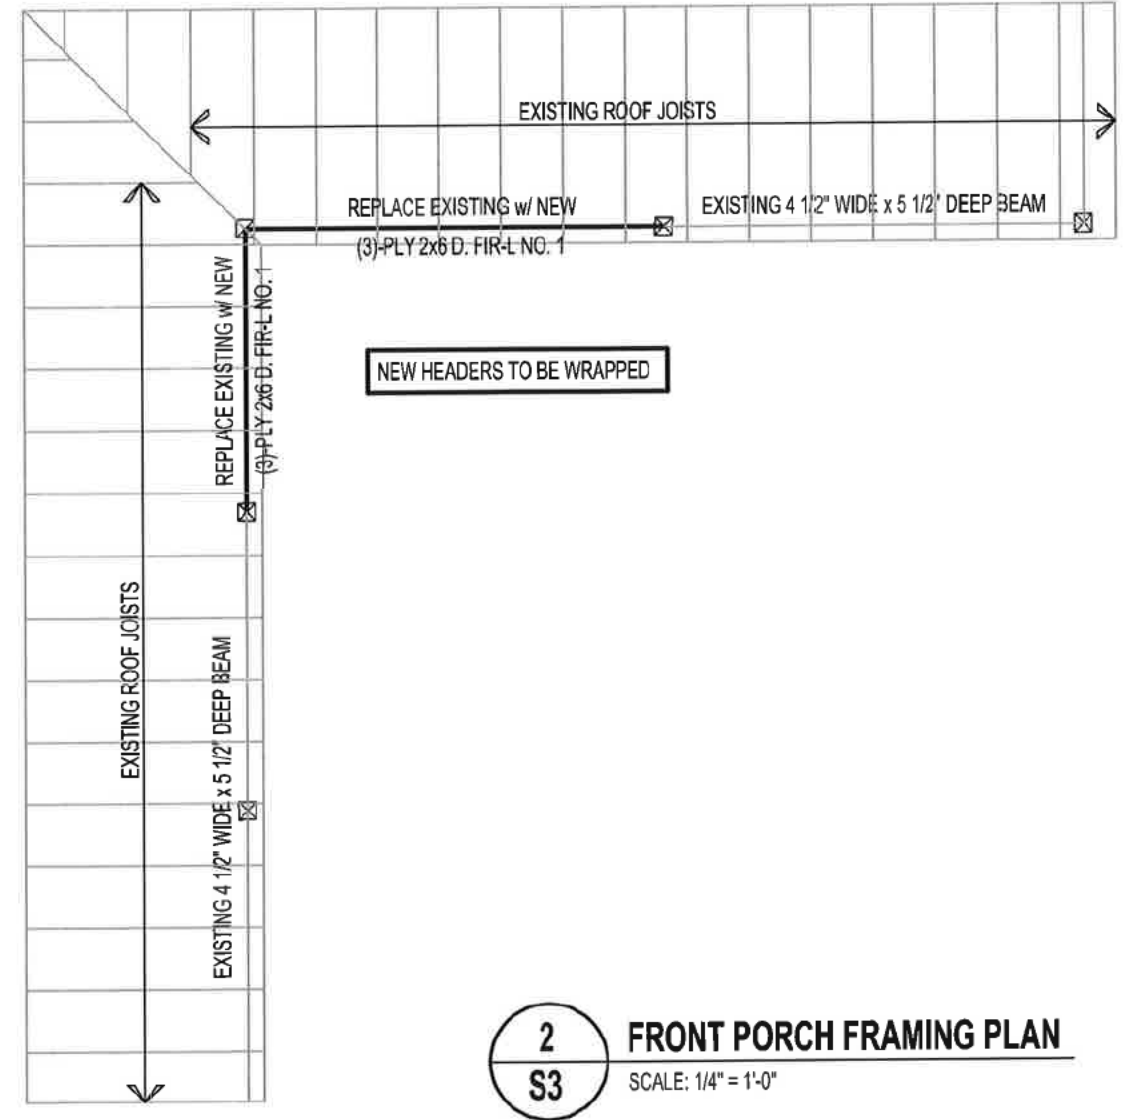 EXISTING ROOF JOISTS
REPLACE EXISTING w/ NEW
(3)-PLY 2x6 D. FIR-L NO. 1
EXISTING 4 1/2" WIDE x 5 1/2" DEEP BEAM
REPLACE EXISTING w/ NEW
(3)-PLY 2x6 D. FIR-L NO. 1
NEW HEADERS TO BE WRAPPED
EXISTING ROOF JOISTS
EXISTING 4 1/2" WIDE x 5 1/2" DEEP BEAM
2
S3
FRONT PORCH FRAMING PLAN
SCALE: 1/4" = 1'-0"